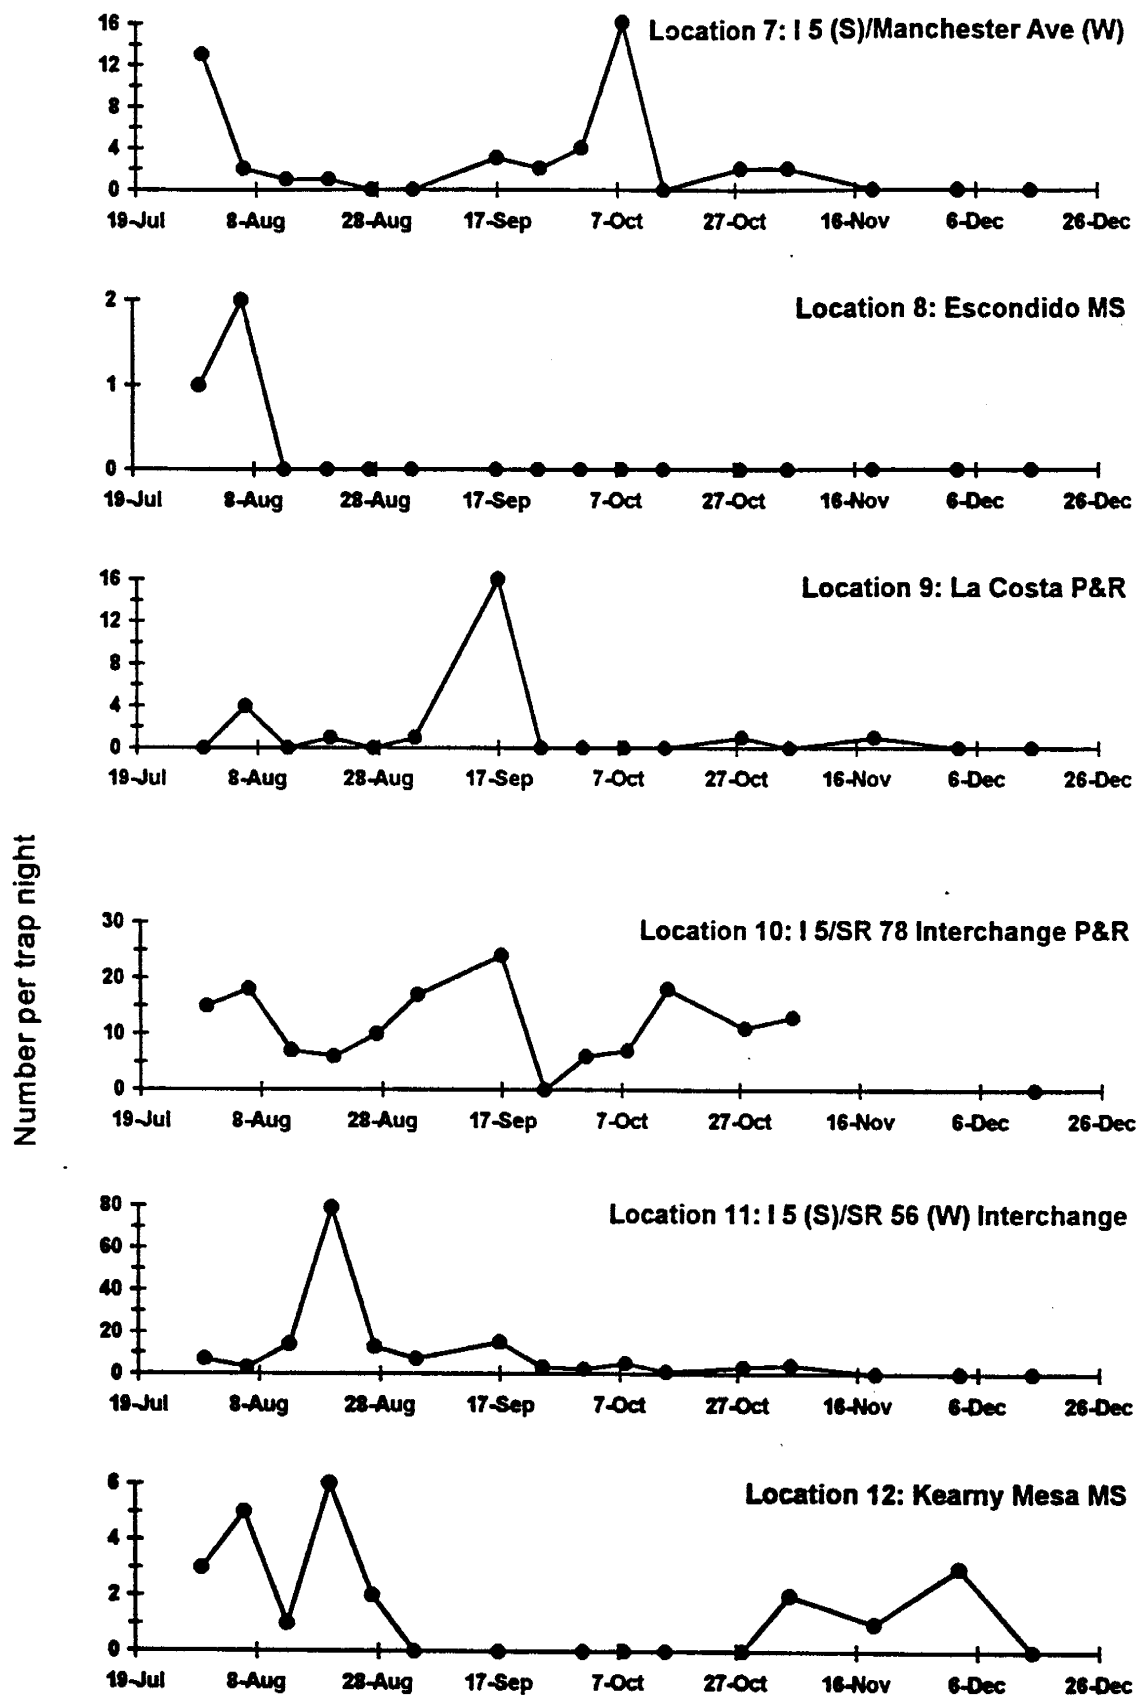 16
Location 7: I 5 (S)/Manchester Ave (W)
12
8
4
0
19-Jul 8-Aug 28-Aug 17-Sep 7-Oct 27-Oct 16-Nov 6-Dec 26-Dec
2
Location 8: Escondido MS
1
0
19-Jul 8-Aug 28-Aug 17-Sep 7-Oct 27-Oct 16-Nov 6-Dec 26-Dec
16
Location 9: La Costa P&R
12
8
4
0
19-Jul 8-Aug 28-Aug 17-Sep 7-Oct 27-Oct 16-Nov 6-Dec 26-Dec
Number per trap night
30
Location 10: I 5/SR 78 Interchange P&R
20
10
0
19-Jul 8-Aug 28-Aug 17-Sep 7-Oct 27-Oct 16-Nov 6-Dec 26-Dec
80
Location 11: I 5 (S)/SR 56 (W) Interchange
60
40
20
0
19-Jul 8-Aug 28-Aug 17-Sep 7-Oct 27-Oct 16-Nov 6-Dec 26-Dec
6
Location 12: Kearny Mesa MS
4
2
0
19-Jul 8-Aug 28-Aug 17-Sep 7-Oct 27-Oct 16-Nov 6-Dec 26-Dec